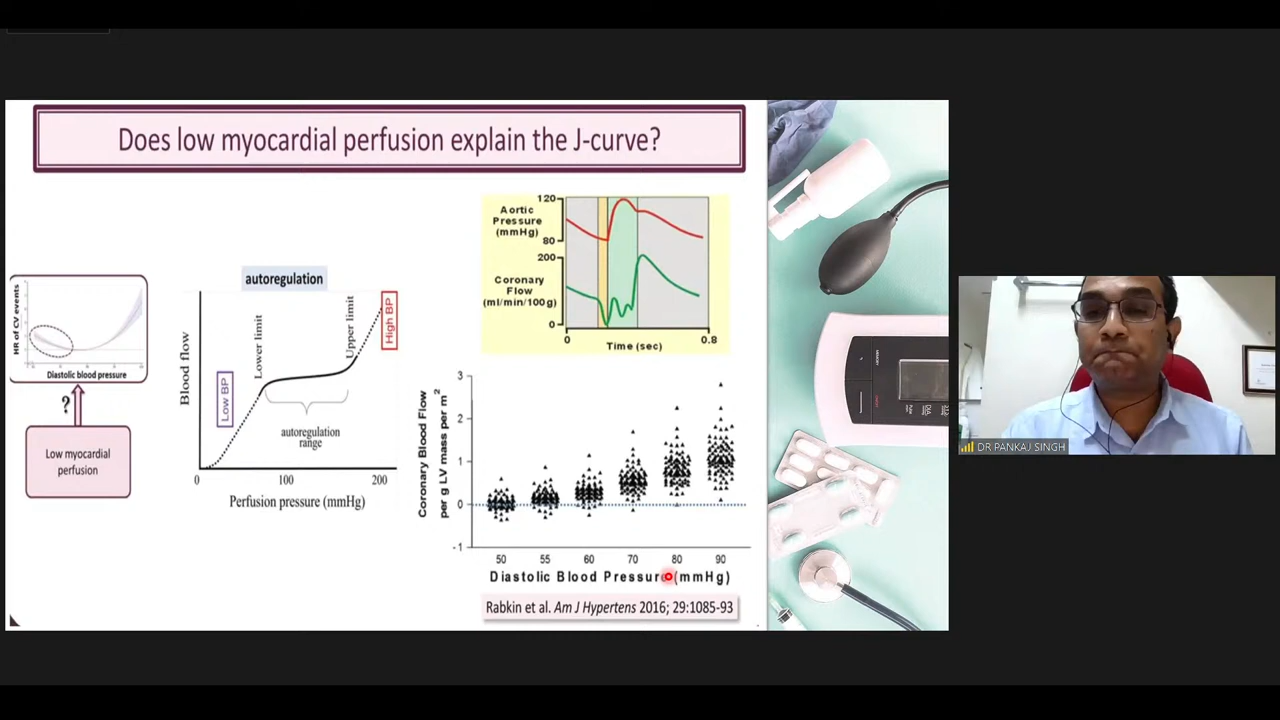 Does low myocardial perfusion explain the J-curve?
HR of CV events
Diastolic blood pressure
?
Low myocardial
perfusion
autoregulation
Blood flow
Low BP
Lower limit
Upper limit
High BP
autoregulation
range
0
100
200
Perfusion pressure (mmHg)
Aortic
Pressure
(mmHg)
120
80
Coronary
Flow
(ml/min/100g)
200
0
0
0.8
Time (sec)
Coronary Blood Flow
per g LV mass per m²
3
2
1
0
-1
50
55
60
70
80
90
Diastolic Blood Pressure (mmHg)
Rabkin et al. Am J Hypertens 2016; 29:1085-93
DR PANKAJ SINGH